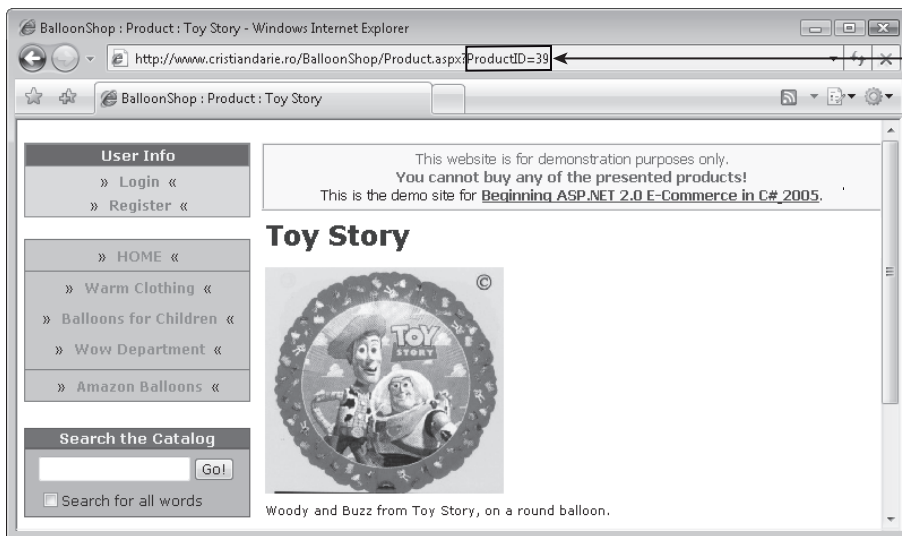 BalloonShop : Product : Toy Story - Windows Internet Explorer
http://www.cristiandarie.ro/BalloonShop/Product.aspx?ProductID=39
BalloonShop : Product : Toy Story
User Info
» Login «
» Register «
» HOME «
» Warm Clothing «
» Balloons for Children «
» Wow Department «
» Amazon Balloons «
Search the Catalog
Go!
Search for all words
This website is for demonstration purposes only.
You cannot buy any of the presented products!
This is the demo site for Beginning ASP.NET 2.0 E-Commerce in C# 2005.
Toy Story
©
TOY
STORY
Woody and Buzz from Toy Story, on a round balloon.